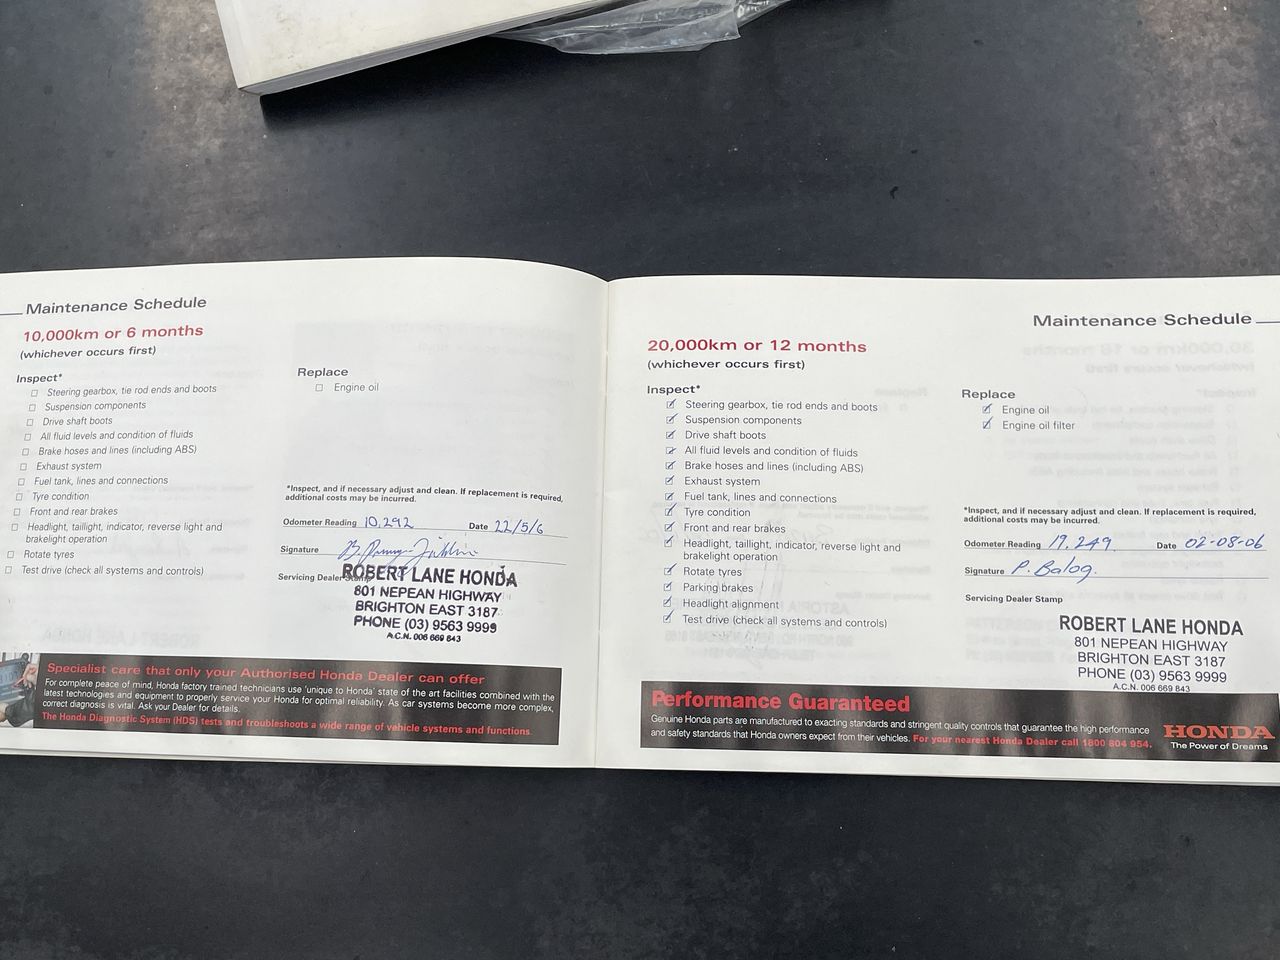 Maintenance Schedule
10,000km or 6 months
(whichever occurs first)
Inspect*
Steering gearbox, tie rod ends and boots
Suspension components
Drive shaft boots
All fluid levels and condition of fluids
Brake hoses and lines (including ABS)
Exhaust system
Fuel tank, lines and connections
Tyre condition
Front and rear brakes
Headlight, taillight, indicator, reverse light and
brakelight operation
Rotate tyres
Test drive (check all systems and controls)
Replace
Engine oil
*Inspect, and if necessary adjust and clean. If replacement is required,
additional costs may be incurred.
Odometer Reading 10,292 Date 22/5/6
Signature
Servicing Dealer Stamp
ROBERT LANE HONDA
801 NEPEAN HIGHWAY
BRIGHTON EAST 3187
PHONE (03) 9563 9999
A.C.N. 006 669 843
Specialist care that only your Authorised Honda Dealer can offer
For complete peace of mind, Honda factory trained technicians use 'unique to Honda' state of the art facilities combined with the
latest technologies and equipment to properly service your Honda for optimal reliability. As car systems become more complex,
correct diagnosis is vital. Ask your Dealer for details.
The Honda Diagnostic System (HDS) tests and troubleshoots a wide range of vehicle systems and functions.
Maintenance Schedule
20,000km or 12 months
(whichever occurs first)
Inspect*
Steering gearbox, tie rod ends and boots
Suspension components
Drive shaft boots
All fluid levels and condition of fluids
Brake hoses and lines (including ABS)
Exhaust system
Fuel tank, lines and connections
Tyre condition
Front and rear brakes
Headlight, taillight, indicator, reverse light and
brakelight operation
Rotate tyres
Parking brakes
Headlight alignment
Test drive (check all systems and controls)
Replace
Engine oil
Engine oil filter
*Inspect, and if necessary adjust and clean. If replacement is required,
additional costs may be incurred.
Odometer Reading 19,249 Date 02-08-06
Signature P. Balog.
Servicing Dealer Stamp
ROBERT LANE HONDA
801 NEPEAN HIGHWAY
BRIGHTON EAST 3187
PHONE (03) 9563 9999
A.C.N. 006 669 843
Performance Guaranteed
Genuine Honda parts are manufactured to exacting standards and stringent quality controls that guarantee the high performance
and safety standards that Honda owners expect from their vehicles. For your nearest Honda Dealer call 1800 804 954.
HONDA
The Power of Dreams